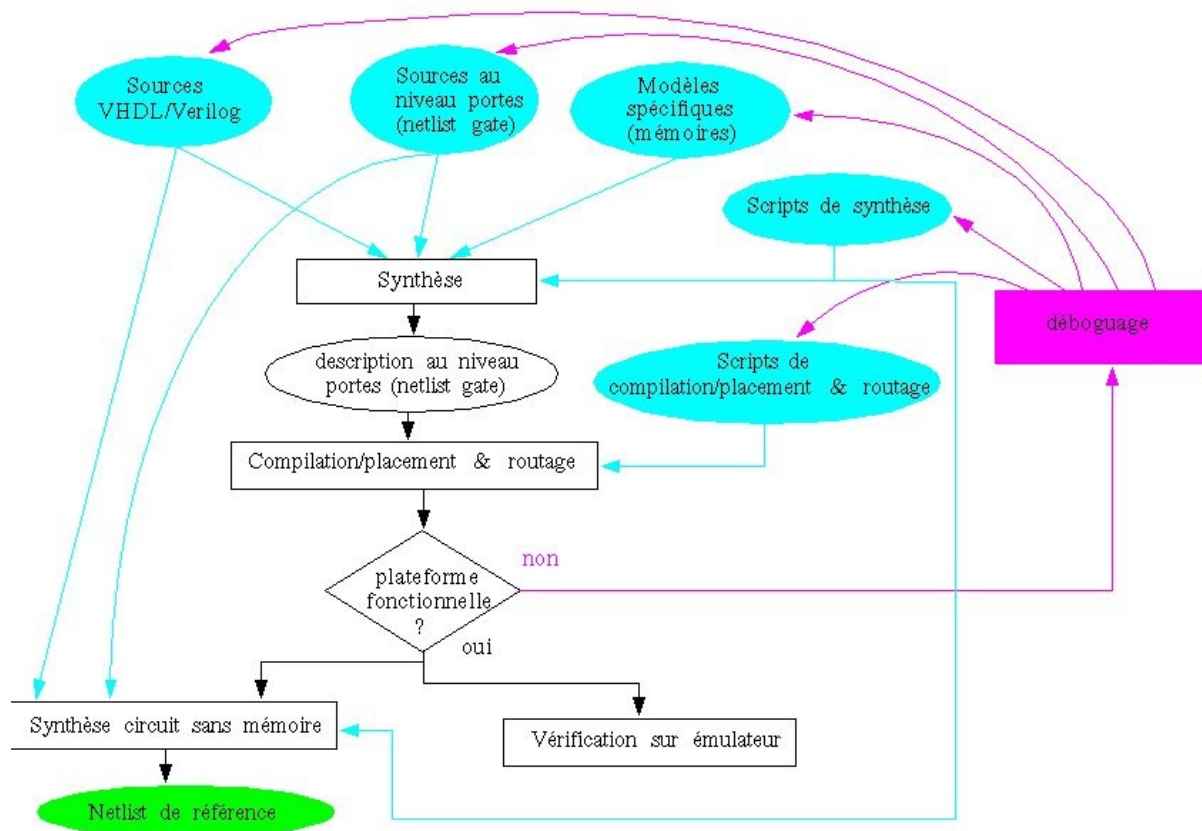 Sources
VHDL/Verilog
Sources au
niveau portes
(netlist gate)
Modèles
spécifiques
(mémoires)
Scripts de synthèse
Synthèse
déboguage
description au niveau
portes (netlist gate)
Scripts de
compilation/placement & routage
Compilation/placement & routage
non
plateforme
fonctionnelle
?
oui
Synthèse circuit sans mémoire
Vérification sur émulateur
Netlist de référence